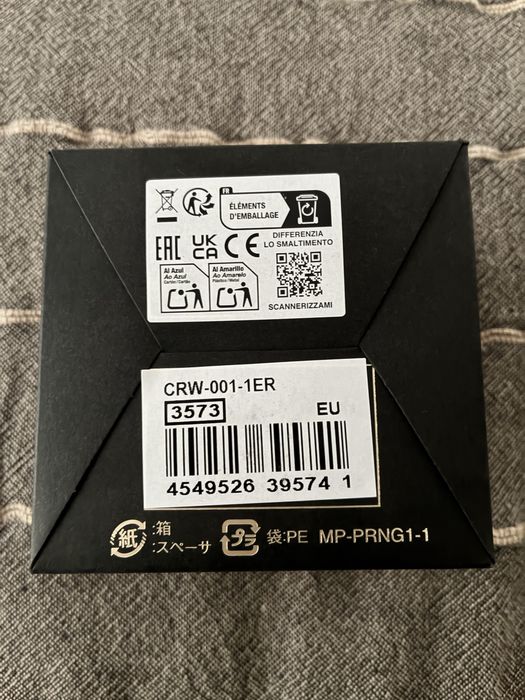 FR
ÉLÉMENTS
D'EMBALLAGE
EAC
UK
CA
CE
DIFFERENZIA
LO SMALTIMENTO
Al Azul
Ao Azul
Cartón/Cartão
Al Amarillo
Ao Amarelo
Plástico/Metal
SCANNERIZZAMI
CRW-001-1ER
3573
EU
4549526 39574 1
紙
:箱
:スペーサ
プラ
袋:PE MP-PRNG1-1